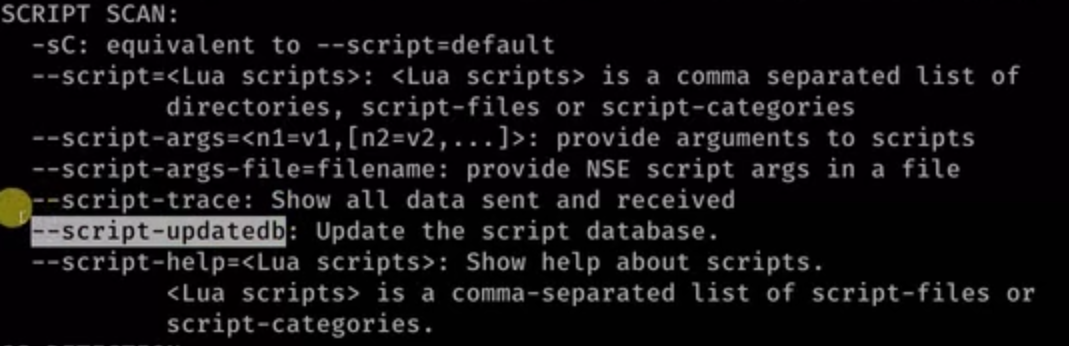 SCRIPT SCAN:
-sC: equivalent to --script=default
--script=<Lua scripts>: <Lua scripts> is a comma separated list of
directories, script-files or script-categories
--script-args=<n1=v1,[n2=v2,...]>: provide arguments to scripts
--script-args-file=filename: provide NSE script args in a file
--script-trace: Show all data sent and received
--script-updatedb: Update the script database.
--script-help=<Lua scripts>: Show help about scripts.
<Lua scripts> is a comma-separated list of script-files or
script-categories.